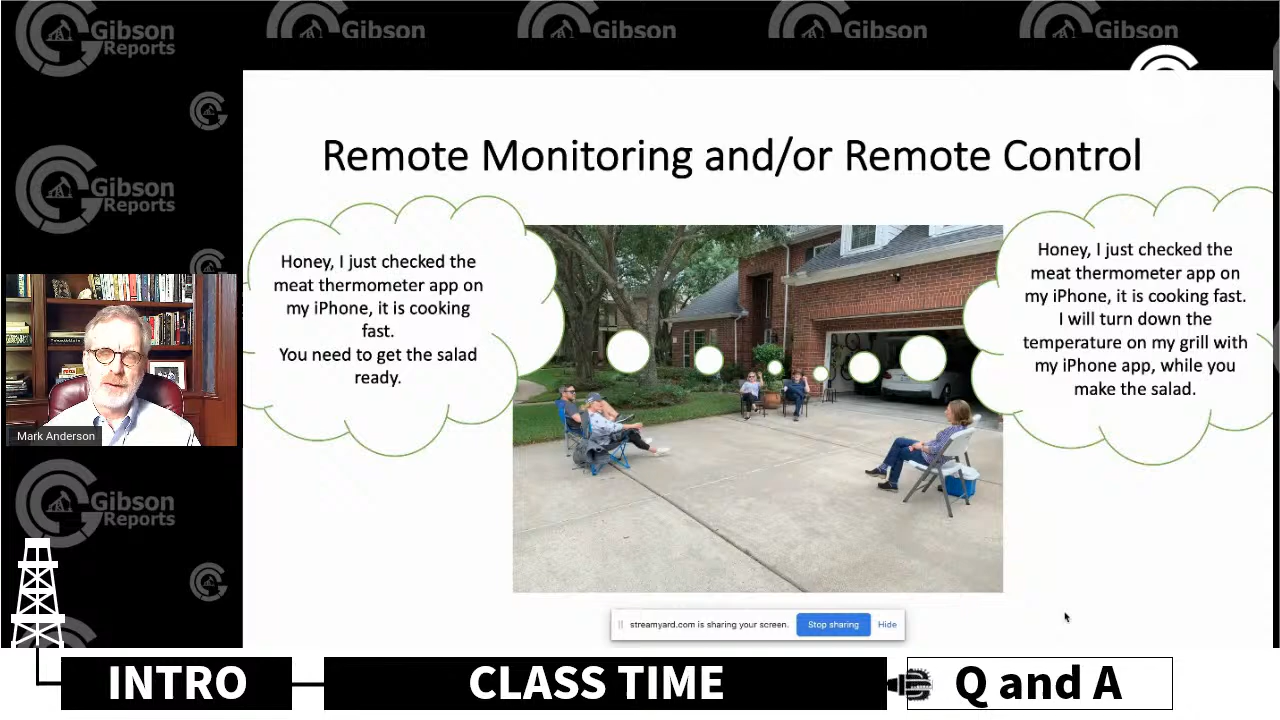 Gibson
Reports
Gibson
Gibson
Gibson
Gibson
Remote Monitoring and/or Remote Control
Gibson
Reports
Honey, I just checked the
meat thermometer app on
my iPhone, it is cooking
fast.
You need to get the salad
ready.
Honey, I just checked the
meat thermometer app on
my iPhone, it is cooking fast.
I will turn down the
temperature on my grill with
my iPhone app, while you
make the salad.
Mark Anderson
Gibson
Reports
streamyard.com is sharing your screen.
Stop sharing
Hide
INTRO
CLASS TIME
Q and A